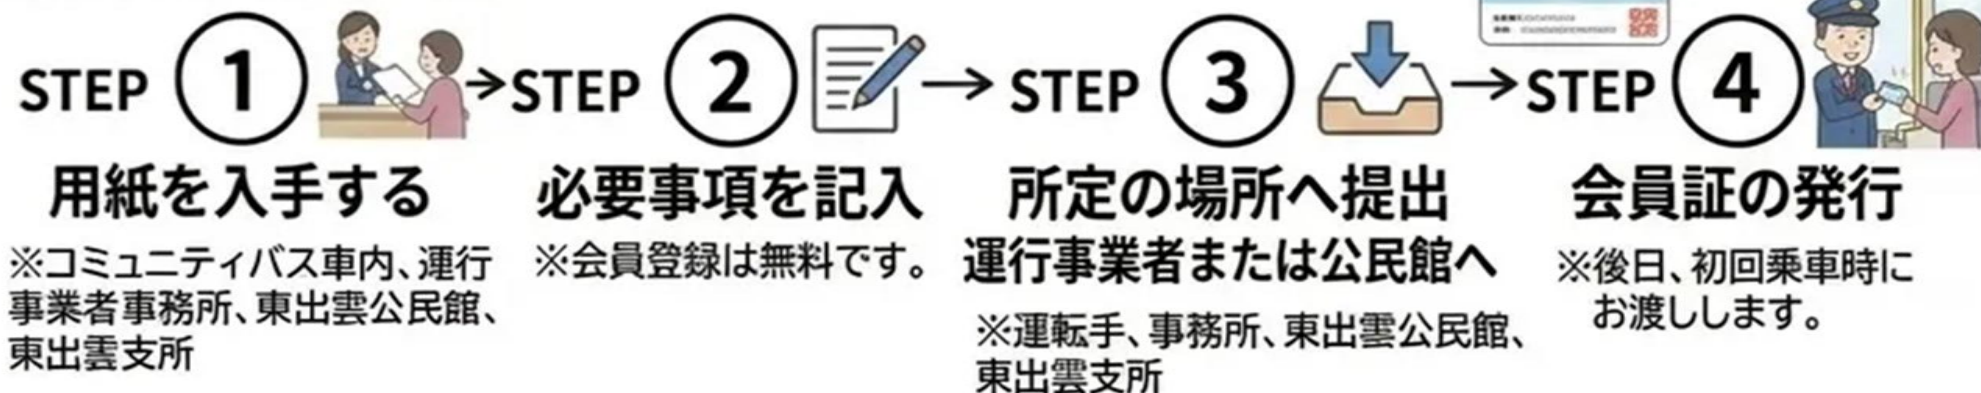 STEP 1
用紙を入手する
※コミュニティバス車内、運行
事業者事務所、東出雲公民館、
東出雲支所
STEP 2
必要事項を記入
※会員登録は無料です。
STEP 3
所定の場所へ提出
運行事業者または公民館へ
※運転手、事務所、東出雲公民館、
東出雲支所
STEP 4
会員証の発行
※後日、初回乗車時に
お渡しします。